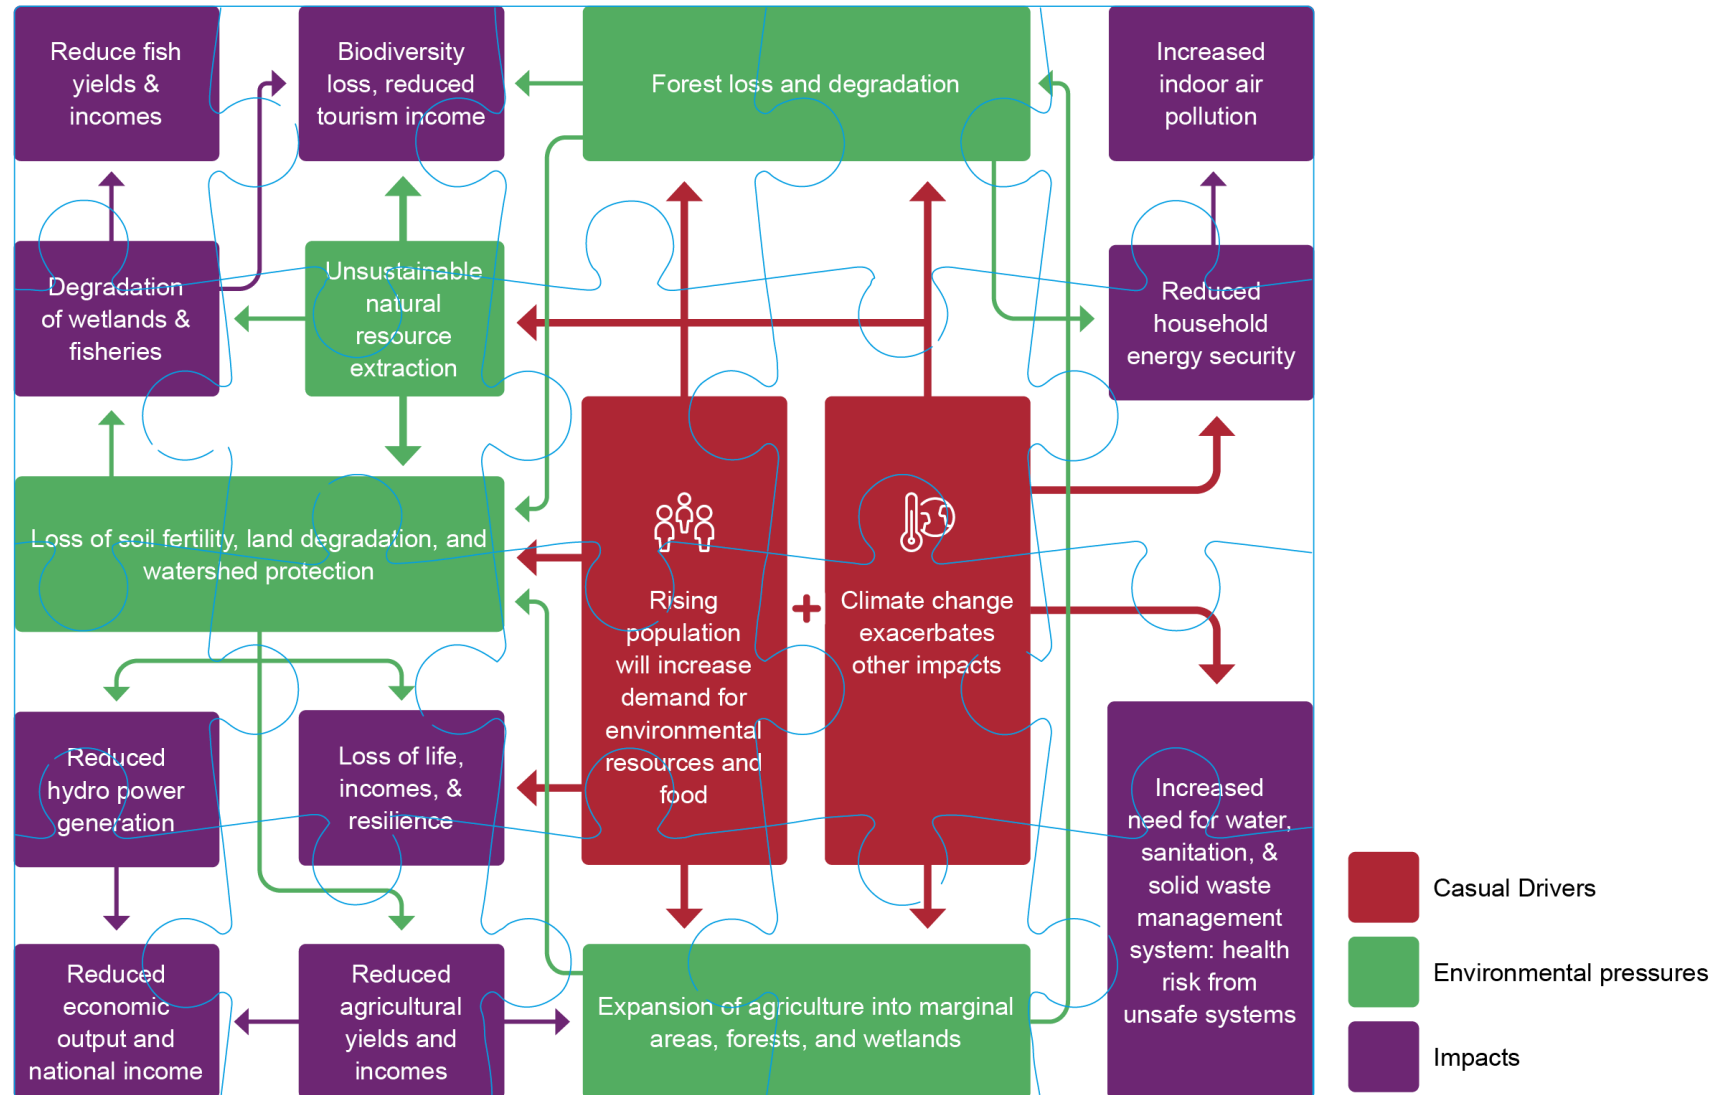 Reduce fish
yields &
incomes
Biodiversity
loss, reduced
tourism income
Forest loss and degradation
Increased
indoor air
pollution
Degradation
of wetlands &
fisheries
Unsustainable
natural
resource
extraction
Reduced
household
energy security
Loss of soil fertility, land degradation, and
watershed protection
Rising
population
will increase
demand for
environmental
resources and
food
+
Climate change
exacerbates
other impacts
Reduced
hydro power
generation
Loss of life,
incomes, &
resilience
Increased
need for water,
sanitation, &
solid waste
management
system: health
risk from
unsafe systems
Reduced
economic
output and
national income
Reduced
agricultural
yields and
incomes
Expansion of agriculture into marginal
areas, forests, and wetlands
Casual Drivers
Environmental pressures
Impacts